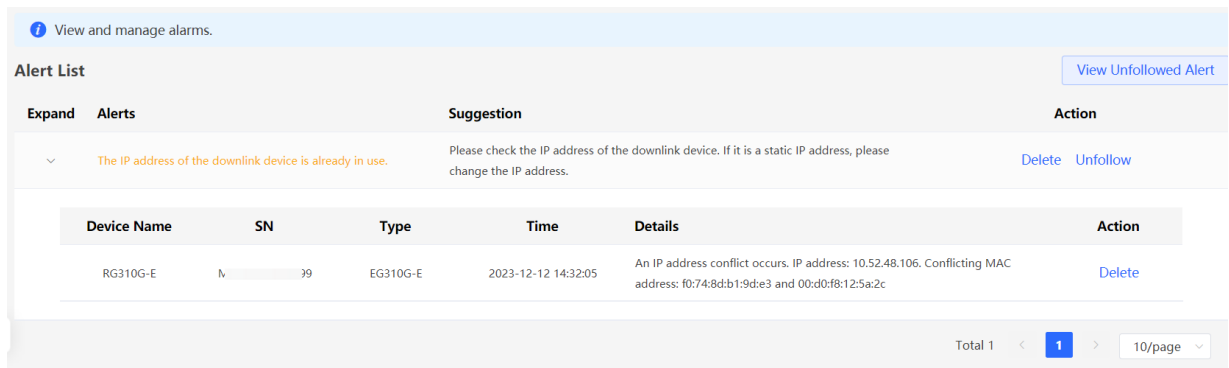 View and manage alarms.
Alert List
View Unfollowed Alert
Expand Alerts Suggestion Action
The IP address of the downlink device is already in use.
Please check the IP address of the downlink device. If it is a static IP address, please
change the IP address.
Delete Unfollow
Device Name SN Type Time Details Action
RG310G-E 99 EG310G-E 2023-12-12 14:32:05
An IP address conflict occurs. IP address: 10.52.48.106. Conflicting MAC
address: f0:74:8d:b1:9d:e3 and 00:d0:f8:12:5a:2c
Delete
Total 1 < 1 > 10/page